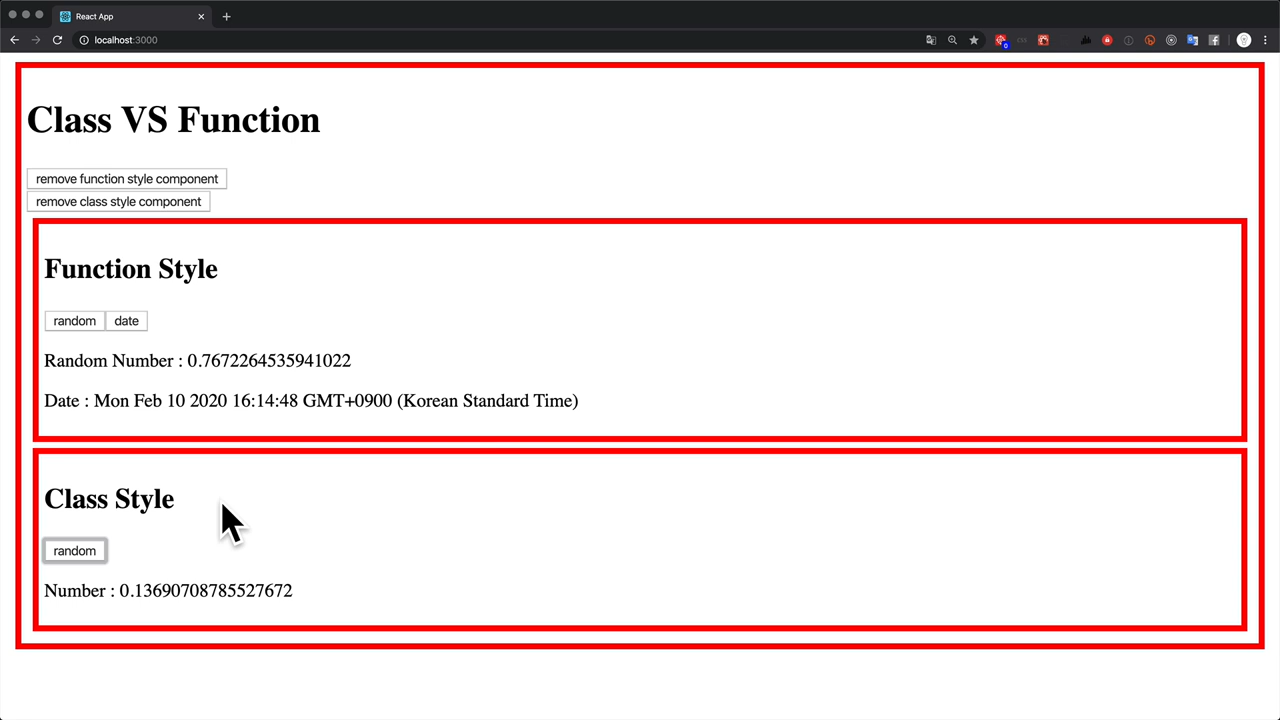 React App
localhost:3000
Class VS Function
remove function style component
remove class style component
Function Style
random date
Random Number : 0.7672264535941022
Date : Mon Feb 10 2020 16:14:48 GMT+0900 (Korean Standard Time)
Class Style
random
Number : 0.13690708785527672